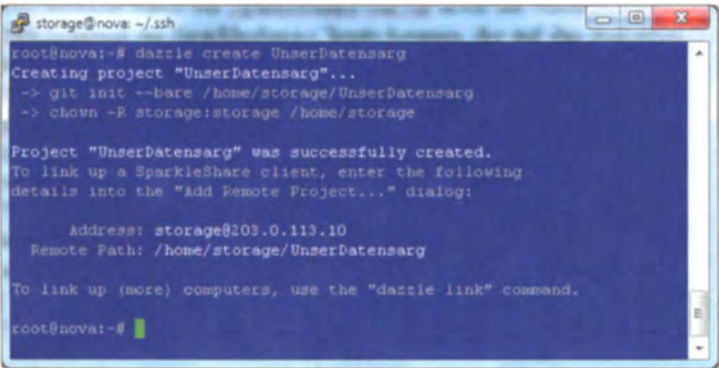 storage@nova: ~/.ssh
root@nova:~# dazzle create UnserDatensarg
Creating project "UnserDatensarg"...
-> git init --bare /home/storage/UnserDatensarg
-> chown -R storage:storage /home/storage
Project "UnserDatensarg" was successfully created.
To link up a SparkleShare client, enter the following
details into the "Add Remote Project..." dialog:
Address: storage@203.0.113.10
Remote Path: /home/storage/UnserDatensarg
To link up (more) computers, use the "dazzle link" command.
root@nova:~#